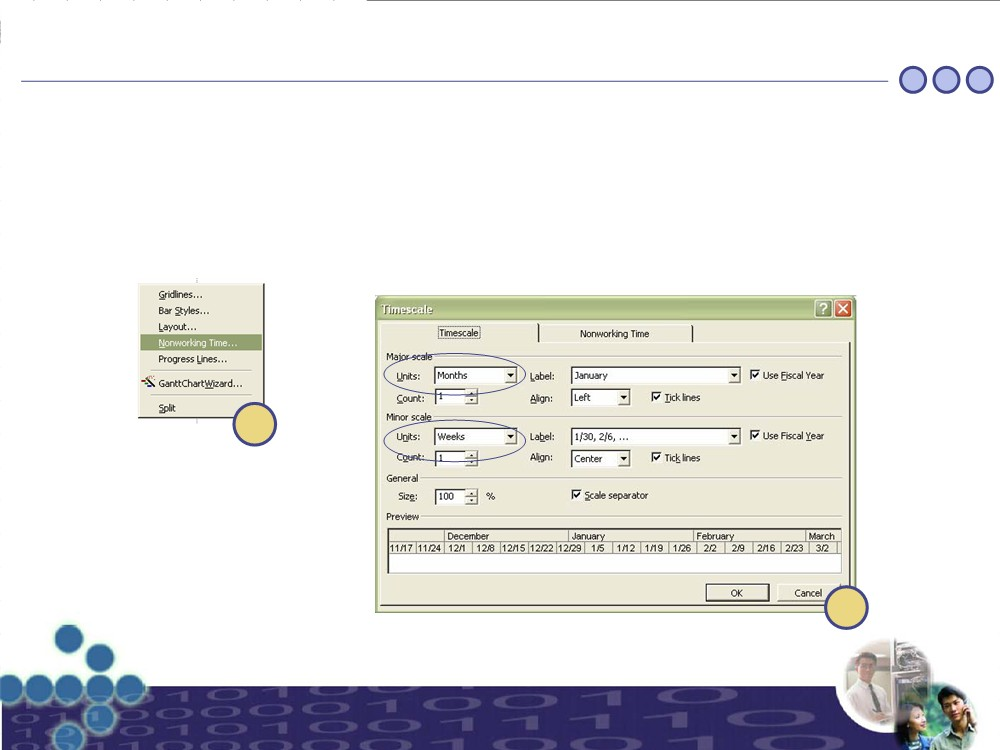 Gridlines...
Bar Styles...
Layout...
Nonworking Time...
Progress Lines...
GanttChartWizard...
Split
Timescale
Timescale Nonworking Time
Major scale
Units: Months Label: January Use Fiscal Year
Count: 1 Align: Left Tick lines
Minor scale
Units: Weeks Label: 1/30, 2/6, ... Use Fiscal Year
Count: 1 Align: Center Tick lines
General
Size: 100 % Scale separator
Preview
December January February March
11/17 11/24 12/1 12/8 12/15 12/22 12/29 1/5 1/12 1/19 1/26 2/2 2/9 2/16 2/23 3/2
OK Cancel